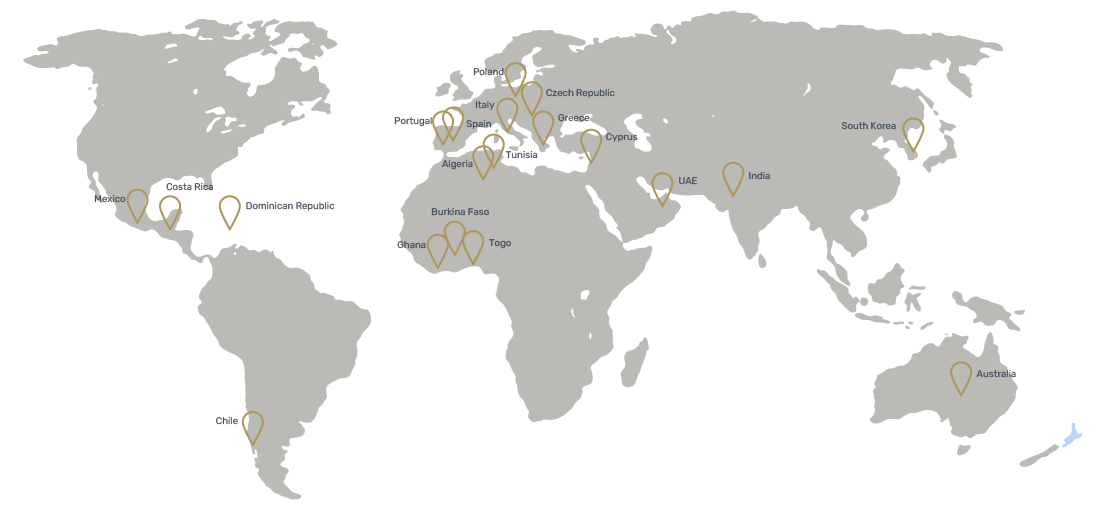 Poland
Czech Republic
Italy
Portugal
Spain
Greece
South Korea
Cyprus
Tunisia
Algeria
India
UAE
Costa Rica
Mexico
Dominican Republic
Burkina Faso
Ghana
Togo
Australia
Chile